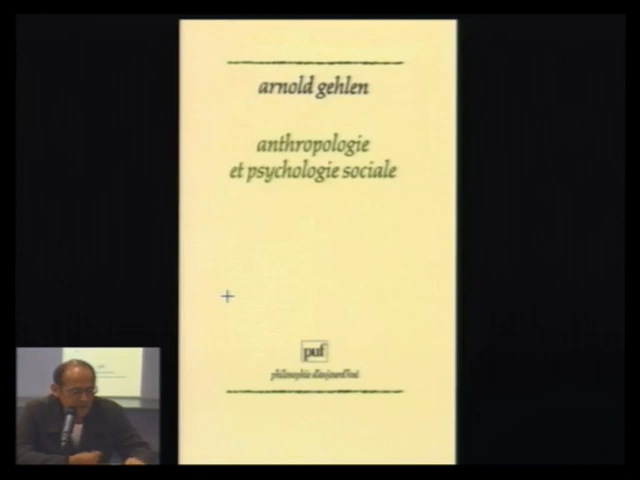 arnold gehlen
anthropologie
et psychologie sociale
puf
philosophie d'aujourd'hui